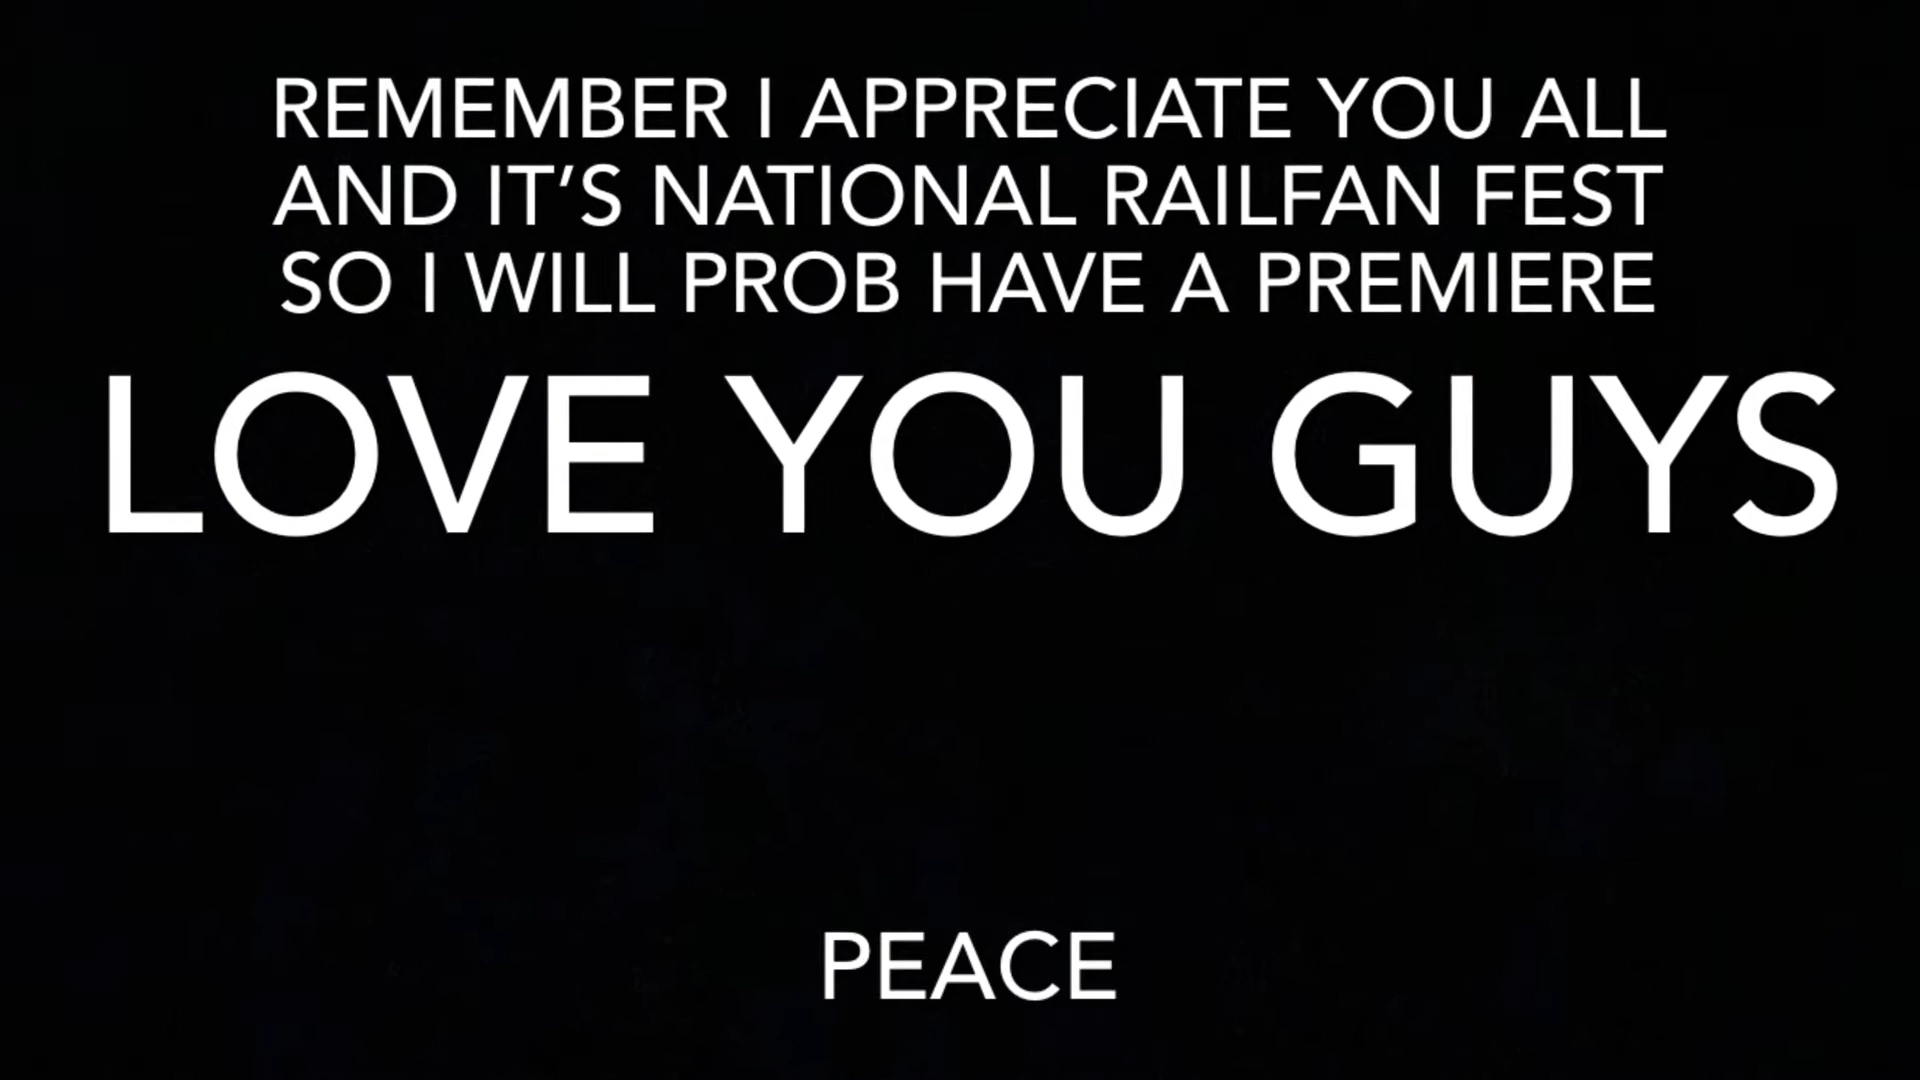 REMEMBER I APPRECIATE YOU ALL
AND IT’S NATIONAL RAILFAN FEST
SO I WILL PROB HAVE A PREMIERE
LOVE YOU GUYS
PEACE